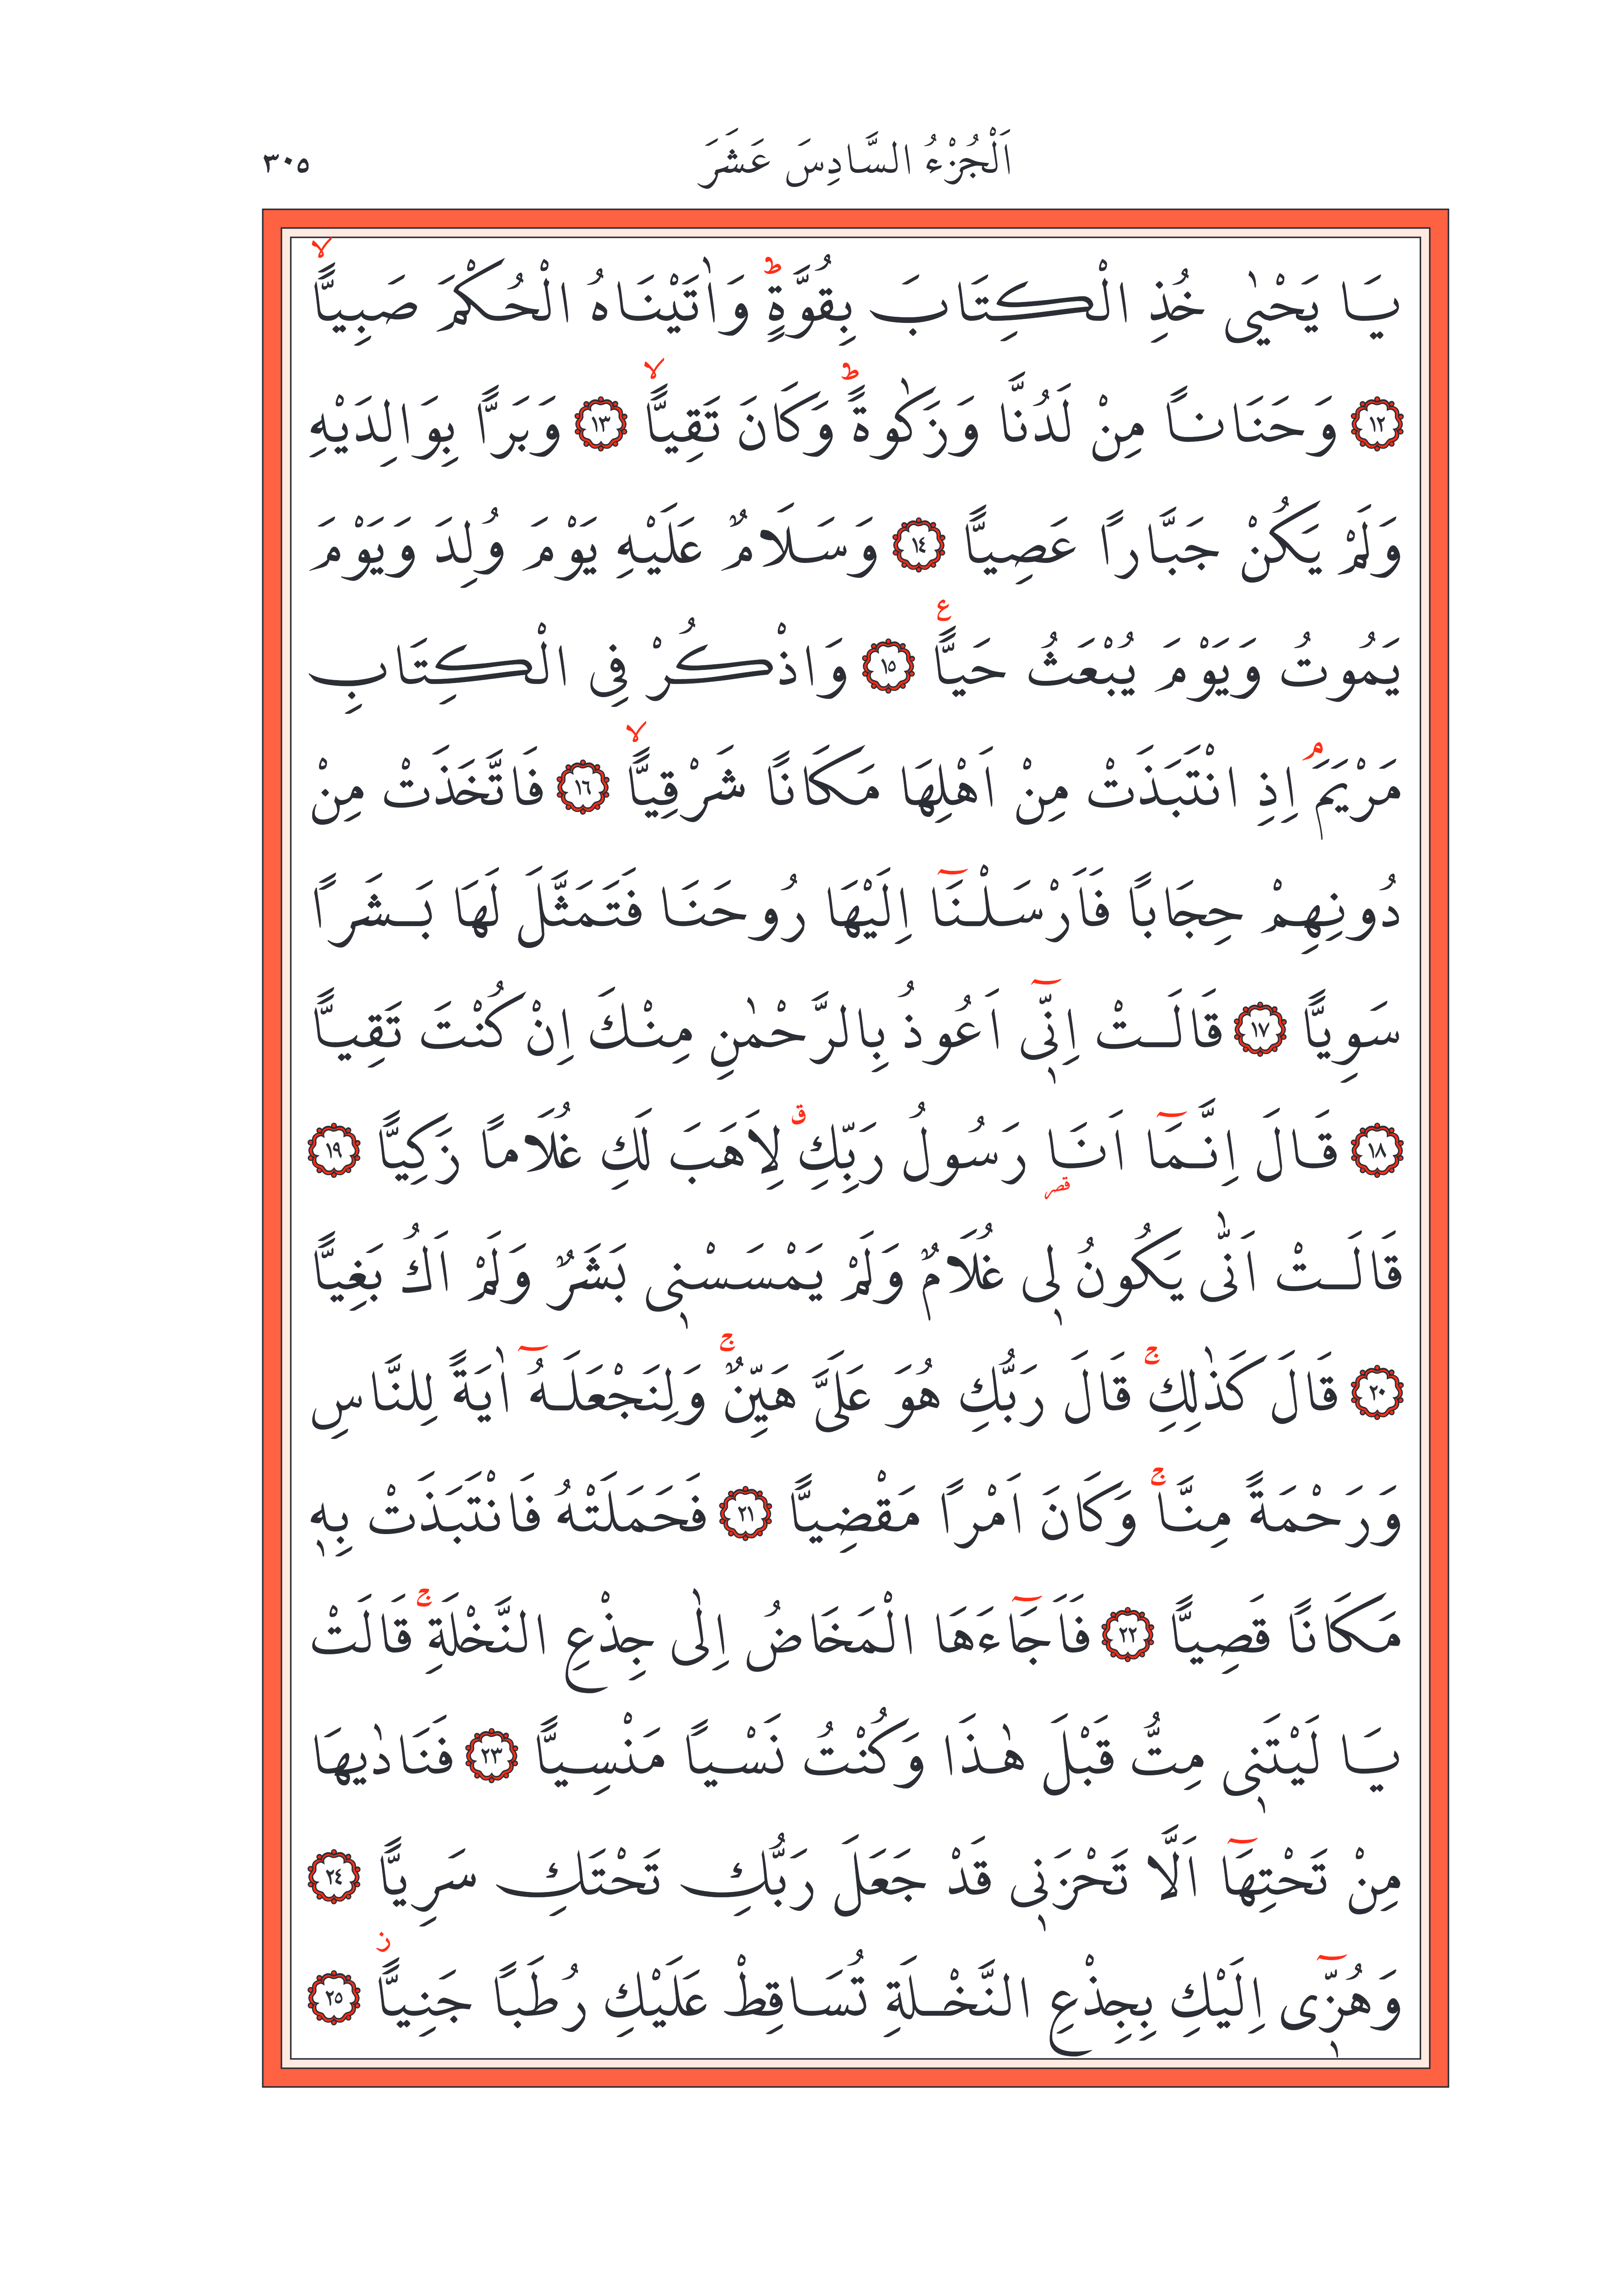 اَلْجُزْءُ السَّادِسَ عَشَرَ ٣٠٥
يَا يَحْيٰى خُذِ الْكِتَابَ بِقُوَّةٍۜ وَاٰتَيْنَاهُ الْحُكْمَ صَبِيًّاۙ
﴿١٢﴾ وَحَنَانًا مِنْ لَدُنَّا وَزَكٰوةًۜ وَكَانَ تَقِيًّاۙ ﴿١٣﴾ وَبَرًّا بِوَالِدَيْهِ
وَلَمْ يَكُنْ جَبَّارًا عَصِيًّا ﴿١٤﴾ وَسَلَامٌ عَلَيْهِ يَوْمَ وُلِدَ وَيَوْمَ
يَمُوتُ وَيَوْمَ يُبْعَثُ حَيًّا ع ﴿١٥﴾ وَاذْكُرْ فِى الْكِتَابِ
مَرْيَمَۢ اِذِ انْتَبَذَتْ مِنْ اَهْلِهَا مَكَانًا شَرْقِيًّاۙ ﴿١٦﴾ فَاتَّخَذَتْ مِنْ
دُونِهِمْ حِجَابًا فَاَرْسَلْنَٓا اِلَيْهَا رُوحَنَا فَتَمَثَّلَ لَهَا بَشَرًا
سَوِيًّا ﴿١٧﴾ قَالَتْ اِنّ۪ٓى اَعُوذُ بِالرَّحْمٰنِ مِنْكَ اِنْ كُنْتَ تَقِيًّا
﴿١٨﴾ قَالَ اِنَّمَٓا اَنَا۬ رَسُولُ رَبِّكِۗ لِاَهَبَ لَكِ غُلَامًا زَكِيًّا ﴿١٩﴾
قَالَتْ اَنّٰى يَكُونُ ل۪ى غُلَامٌ وَلَمْ يَمْسَسْن۪ى بَشَرٌ وَلَمْ اَكُ بَغِيًّا
﴿٢٠﴾ قَالَ كَذٰلِكِۚ قَالَ رَبُّكِ هُوَ عَلَىَّ هَيِّنٌۚ وَلِنَجْعَلَهُٓ اٰيَةً لِلنَّاسِ
وَرَحْمَةً مِنَّاۚ وَكَانَ اَمْرًا مَقْضِيًّا ﴿٢١﴾ فَحَمَلَتْهُ فَانْتَبَذَتْ بِه۪
مَكَانًا قَصِيًّا ﴿٢٢﴾ فَاَجَٓاءَهَا الْمَخَاضُ اِلٰى جِذْعِ النَّخْلَةِۚ قَالَتْ
يَا لَيْتَن۪ى مِتُّ قَبْلَ هٰذَا وَكُنْتُ نَسْيًا مَنْسِيًّا ﴿٢٣﴾ فَنَادٰيهَا
مِنْ تَحْتِهَٓا اَلَّا تَحْزَن۪ى قَدْ جَعَلَ رَبُّكِ تَحْتَكِ سَرِيًّا ﴿٢٤﴾
وَهُزّ۪ٓى اِلَيْكِ بِجِذْعِ النَّخْلَةِ تُسَاقِطْ عَلَيْكِ رُطَبًا جَنِيًّاۘ ﴿٢٥﴾